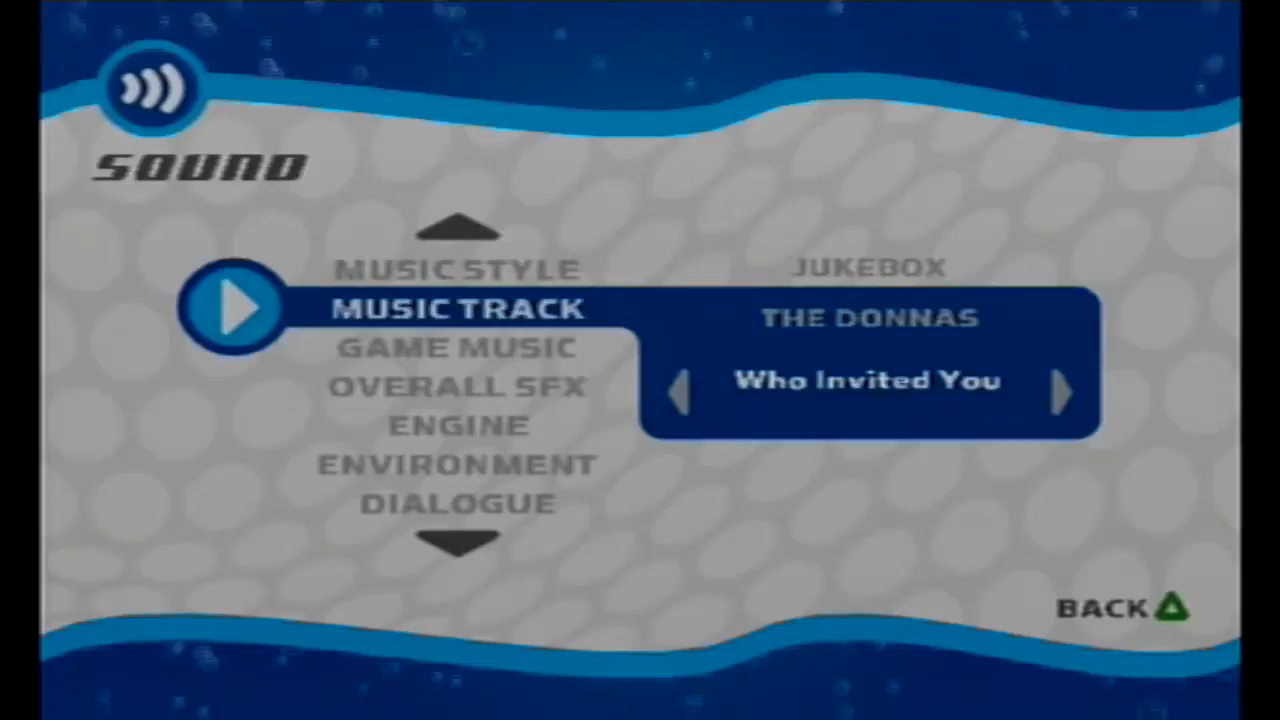 SOUND
MUSIC STYLE
JUKEBOX
MUSIC TRACK
THE DONNAS
GAME MUSIC
Who Invited You
OVERALL SFX
ENGINE
ENVIRONMENT
DIALOGUE
BACK